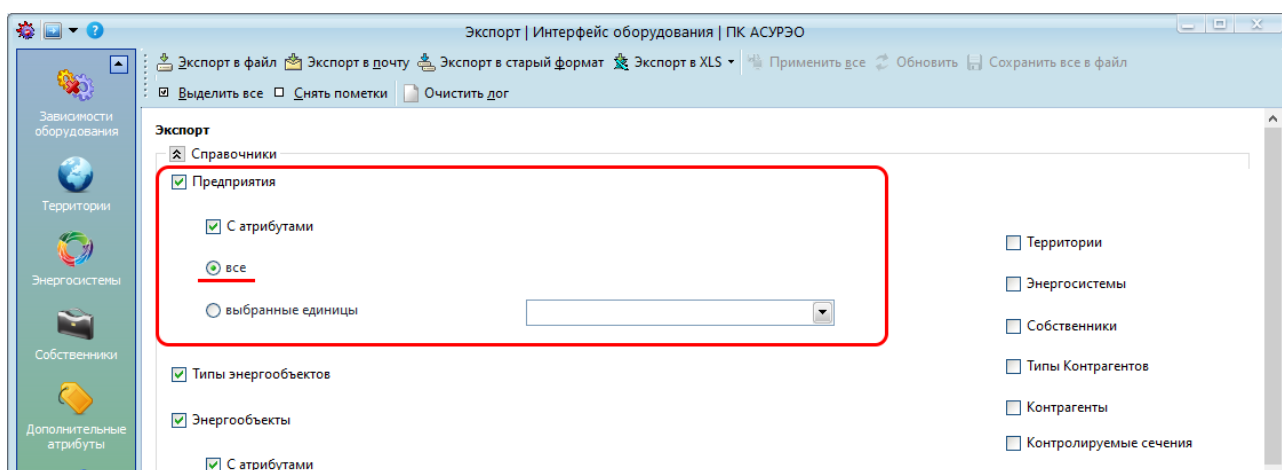 Экспорт | Интерфейс оборудования | ПК АСУРЭО
Экспорт в файл Экспорт в почту Экспорт в старый формат Экспорт в XLS Применить все Обновить Сохранить все в файл
Выделить все Снять пометки Очистить лог
Зависимости
оборудования
Территории
Энергосистемы
Собственники
Дополнительные
атрибуты
Экспорт
Справочники
Предприятия
С атрибутами
все
выбранные единицы
Типы энергообъектов
Энергообъекты
С атрибутами
Территории
Энергосистемы
Собственники
Типы Контрагентов
Контрагенты
Контролируемые сечения